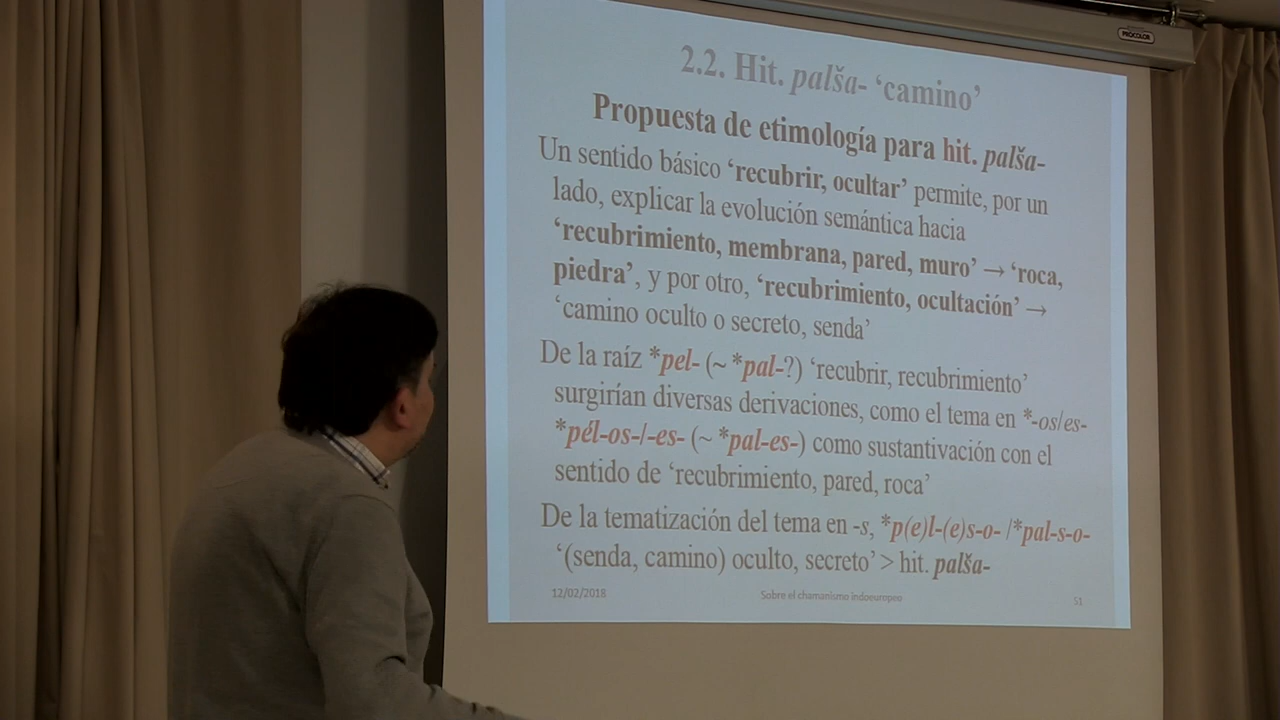 PROCOLOR
2.2. Hit. palša- ‘camino’
Propuesta de etimología para hit. palša-
Un sentido básico ‘recubrir, ocultar’ permite, por un
lado, explicar la evolución semántica hacia
‘recubrimiento, membrana, pared, muro’ → ‘roca,
piedra’, y por otro, ‘recubrimiento, ocultación’ →
‘camino oculto o secreto, senda’
De la raíz *pel- (~ *pal-?) ‘recubrir, recubrimiento’
surgirían diversas derivaciones, como el tema en *-os/es-
*pél-os-/-es- (~ *pal-es-) como sustantivación con el
sentido de ‘recubrimiento, pared, roca’
De la tematización del tema en -s, *p(e)l-(e)s-o- /*pal-s-o-
‘(senda, camino) oculto, secreto’ > hit. palša-
12/02/2018 Sobre el chamanismo indoeuropeo 51